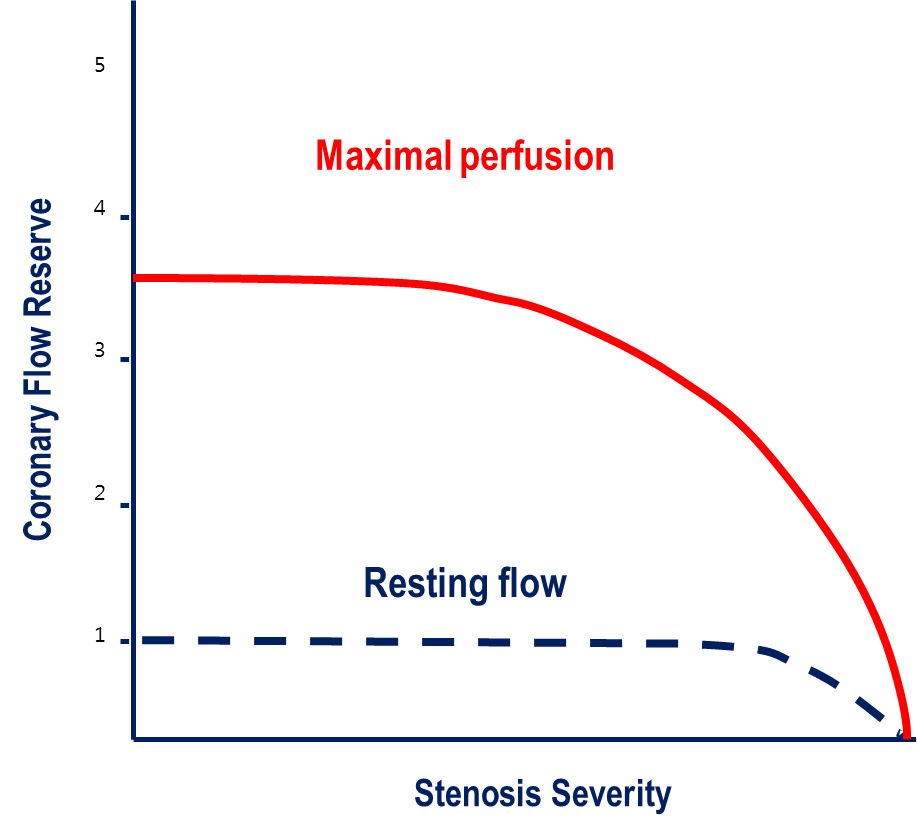 5
Maximal perfusion
4
Coronary Flow Reserve
3
2
Resting flow
1
Stenosis Severity